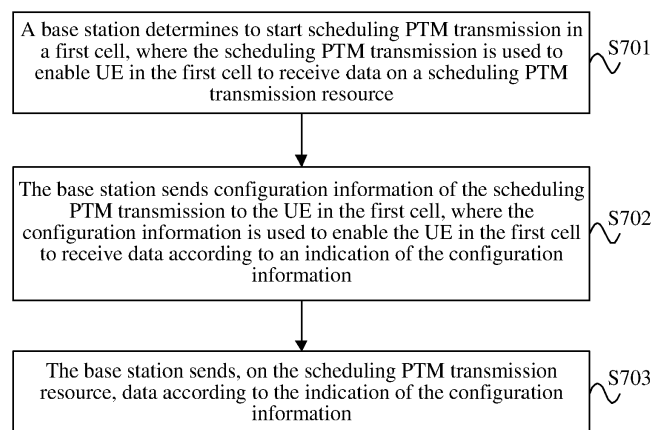 A base station determines to start scheduling PTM transmission in
a first cell, where the scheduling PTM transmission is used to
enable UE in the first cell to receive data on a scheduling PTM
transmission resource
S701
The base station sends configuration information of the scheduling
PTM transmission to the UE in the first cell, where the
configuration information is used to enable the UE in the first cell
to receive data according to an indication of the configuration
information
S702
The base station sends, on the scheduling PTM transmission
resource, data according to the indication of the configuration
information
S703